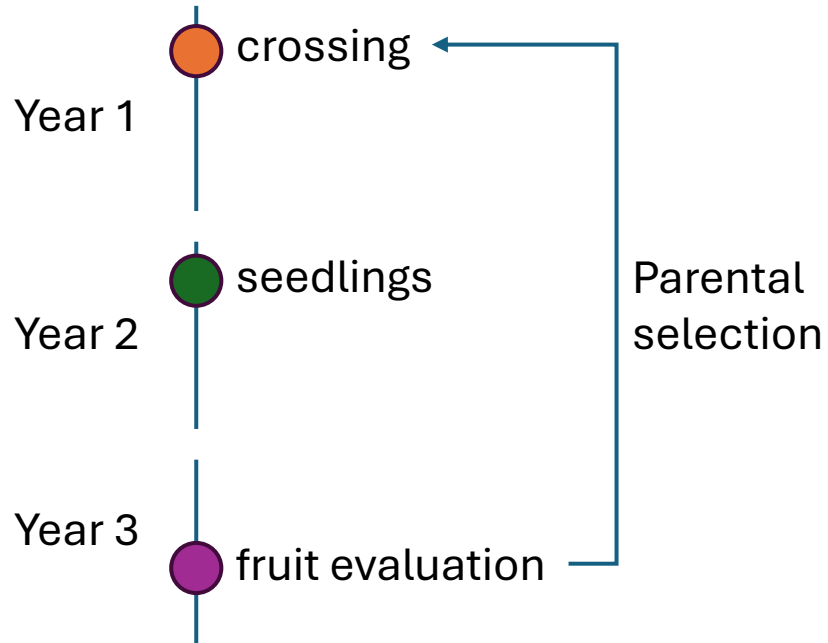 crossing
Year 1
seedlings
Parental
selection
Year 2
Year 3
fruit evaluation